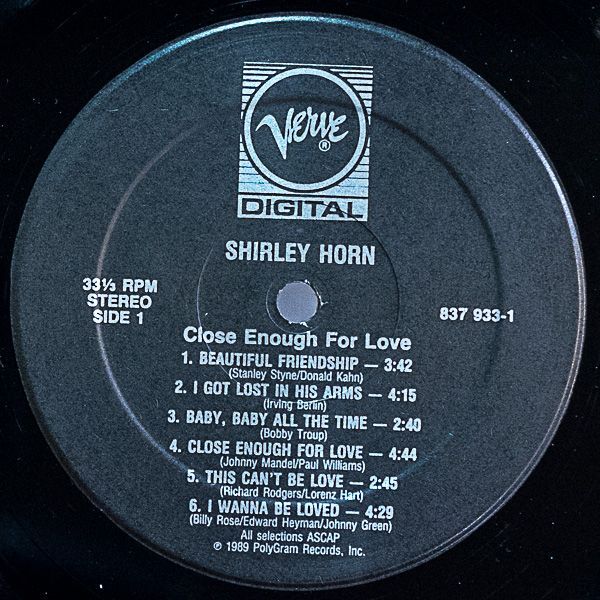 Verve®
DIGITAL
SHIRLEY HORN
33⅓ RPM
STEREO
SIDE 1
837 933-1
Close Enough For Love
1. BEAUTIFUL FRIENDSHIP — 3:42
(Stanley Styne/Donald Kahn)
2. I GOT LOST IN HIS ARMS — 4:15
(Irving Berlin)
3. BABY, BABY ALL THE TIME — 2:40
(Bobby Troup)
4. CLOSE ENOUGH FOR LOVE — 4:44
(Johnny Mandel/Paul Williams)
5. THIS CAN'T BE LOVE — 2:45
(Richard Rodgers/Lorenz Hart)
6. I WANNA BE LOVED — 4:29
(Billy Rose/Edward Heyman/Johnny Green)
All selections ASCAP
℗ 1989 PolyGram Records, Inc.